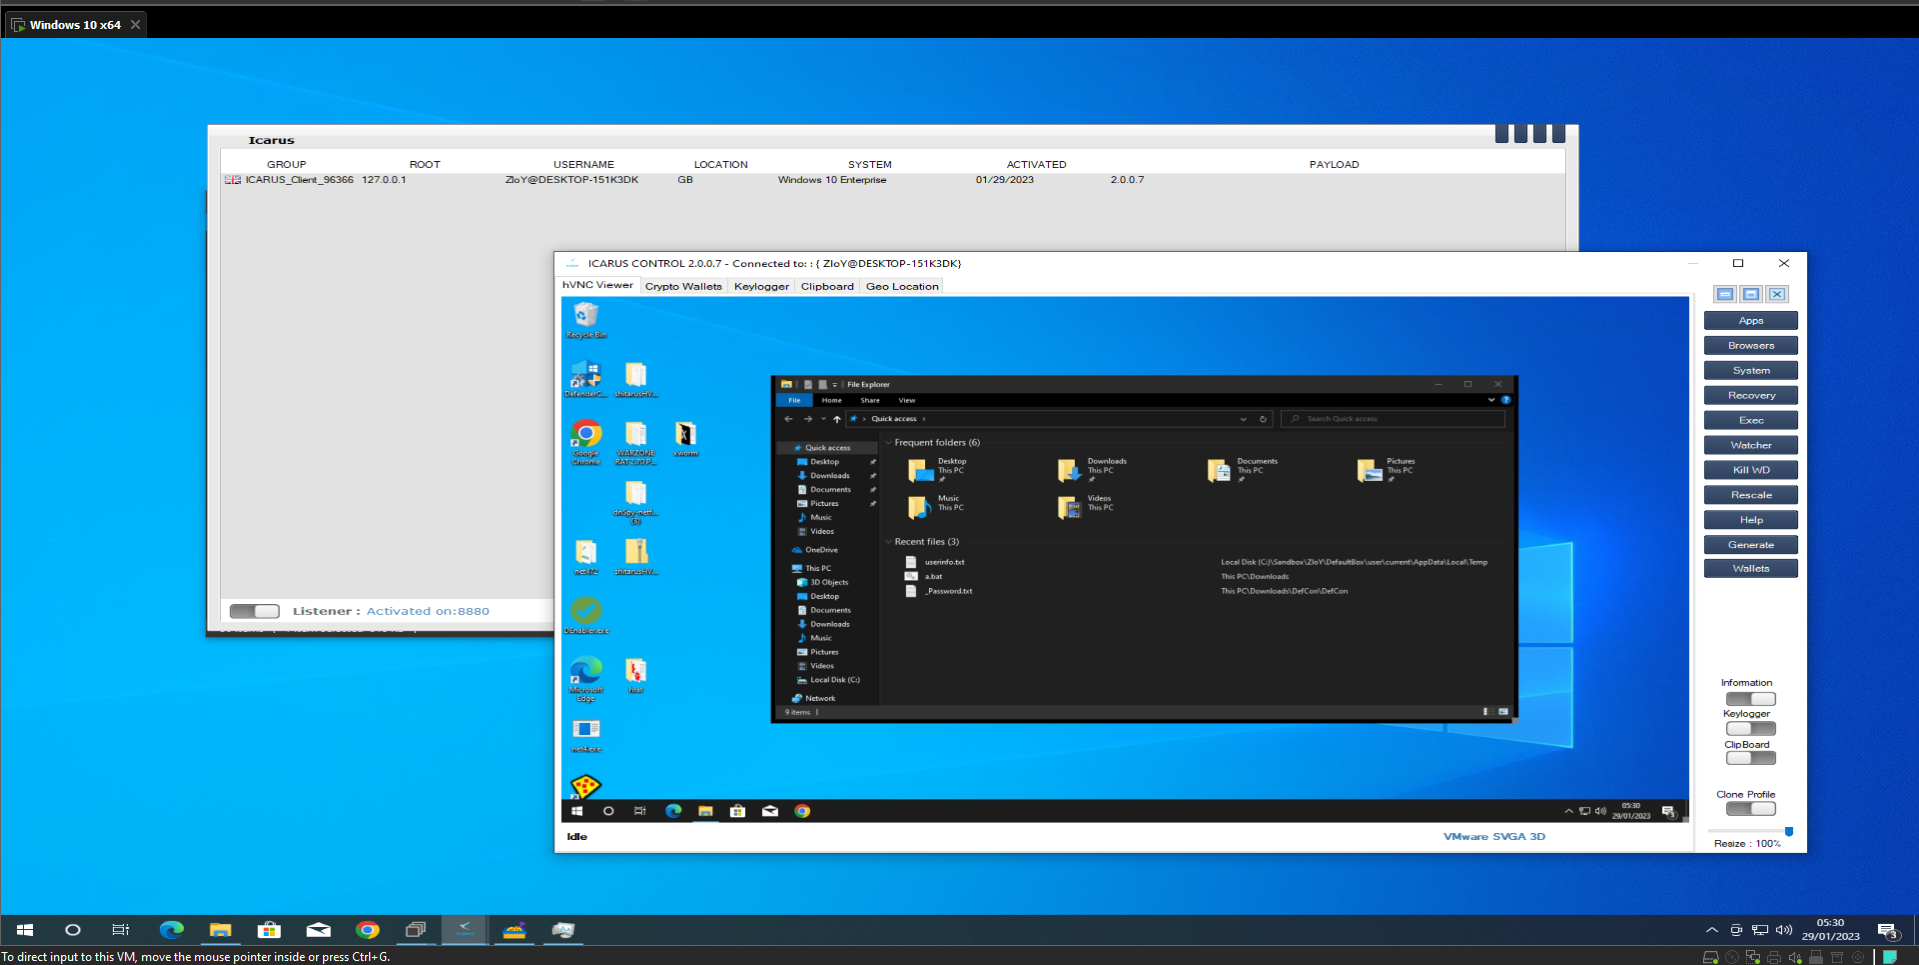 Windows 10 x64
Icarus
GROUP ROOT USERNAME LOCATION SYSTEM ACTIVATED PAYLOAD
ICARUS_Client_96366 127.0.0.1 ZloY@DESKTOP-151K3DK GB Windows 10 Enterprise 01/29/2023 2.0.0.7
ICARUS CONTROL 2.0.0.7 - Connected to: : { ZloY@DESKTOP-151K3DK}
hVNC Viewer Crypto Wallets Keylogger Clipboard Geo Location
Recycle Bin
DefenderC... shitarusHV...
Google Chrome
WARZONE RAT 2.70 P...
xworm
dnSpy-netf... (3)
net472 shitarusHV...
DEnabler.exe
Microsoft Edge
net4.exe
File Explorer
File Home Share View
Quick access
Search Quick access
Quick access
Desktop
Downloads
Documents
Pictures
Music
Videos
OneDrive
This PC
3D Objects
Desktop
Documents
Downloads
Music
Pictures
Videos
Local Disk (C:)
Network
9 items
Frequent folders (6)
Desktop
This PC
Downloads
This PC
Documents
This PC
Pictures
This PC
Music
This PC
Videos
This PC
Recent files (3)
userinfo.txt Local Disk (C:)\Sandbox\ZloY\DefaultBox\user\current\AppData\Local\Temp
a.bat This PC\Downloads
_Password.txt This PC\Downloads\DefCon\DefCon
05:30
29/01/2023
3
Idle
VMware SVGA 3D
Apps
Browsers
System
Recovery
Exec
Watcher
Kill WD
Rescale
Help
Generate
Wallets
Information
Keylogger
ClipBoard
Clone Profile
Resize : 100%
Listener : Activated on:8880
05:30
29/01/2023
3
To direct input to this VM, move the mouse pointer inside or press Ctrl+G.